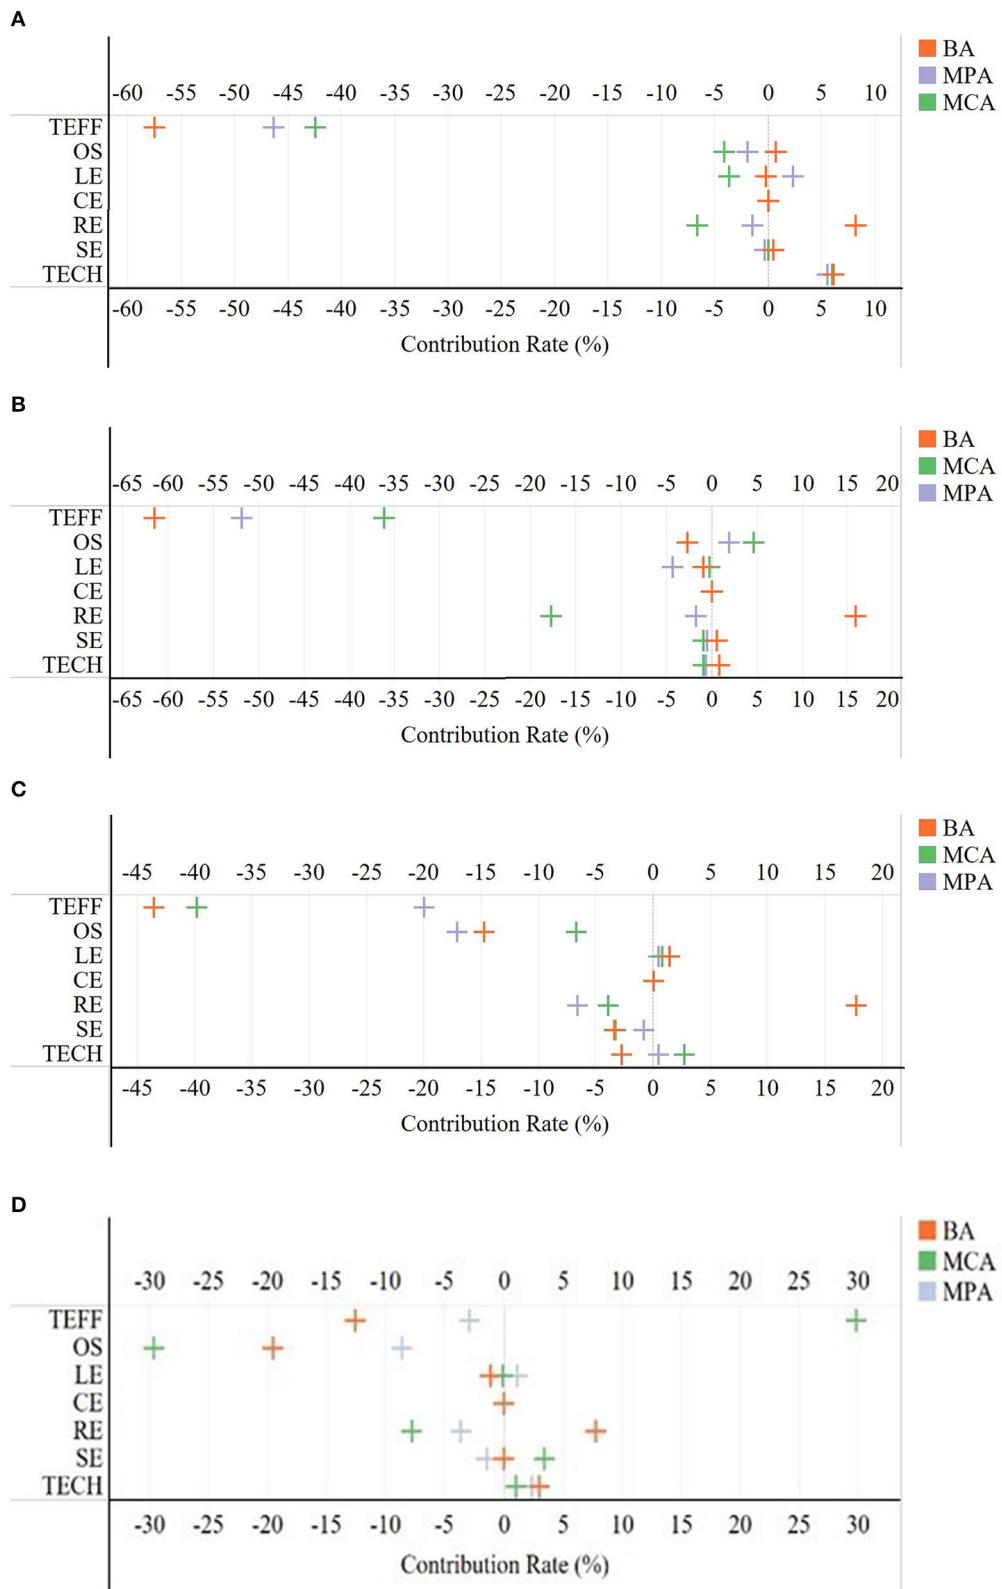 A
BA
MPA
MCA
-60 -55 -50 -45 -40 -35 -30 -25 -20 -15 -10 -5 0 5 10
TEFF
OS
LE
CE
RE
SE
TECH
-60 -55 -50 -45 -40 -35 -30 -25 -20 -15 -10 -5 0 5 10
Contribution Rate (%)
B
BA
MCA
MPA
-65 -60 -55 -50 -45 -40 -35 -30 -25 -20 -15 -10 -5 0 5 10 15 20
TEFF
OS
LE
CE
RE
SE
TECH
-65 -60 -55 -50 -45 -40 -35 -30 -25 -20 -15 -10 -5 0 5 10 15 20
Contribution Rate (%)
C
BA
MCA
MPA
-45 -40 -35 -30 -25 -20 -15 -10 -5 0 5 10 15 20
TEFF
OS
LE
CE
RE
SE
TECH
-45 -40 -35 -30 -25 -20 -15 -10 -5 0 5 10 15 20
Contribution Rate (%)
D
BA
MCA
MPA
-30 -25 -20 -15 -10 -5 0 5 10 15 20 25 30
TEFF
OS
LE
CE
RE
SE
TECH
-30 -25 -20 -15 -10 -5 0 5 10 15 20 25 30
Contribution Rate (%)